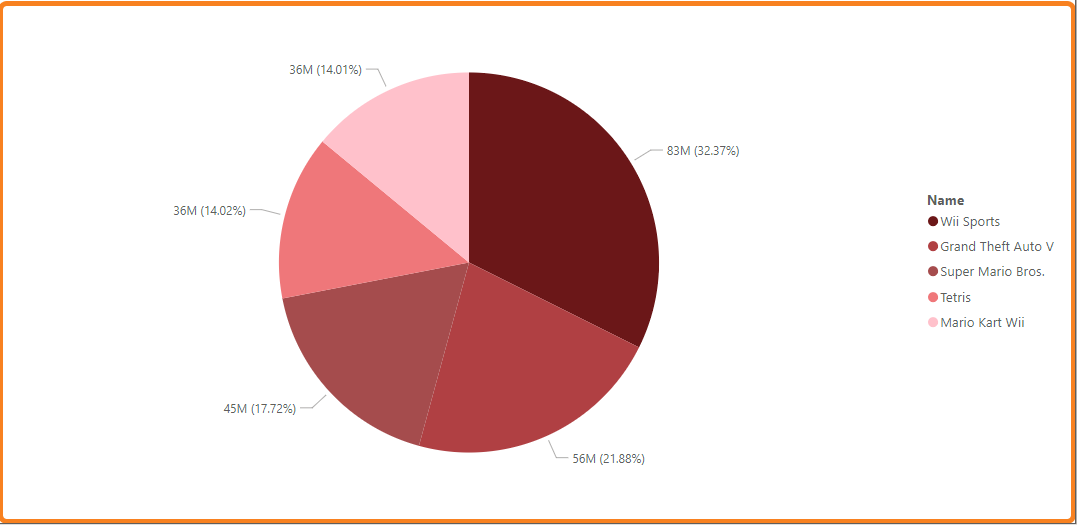 36M (14.01%)
83M (32.37%)
36M (14.02%)
45M (17.72%)
56M (21.88%)
Name
Wii Sports
Grand Theft Auto V
Super Mario Bros.
Tetris
Mario Kart Wii